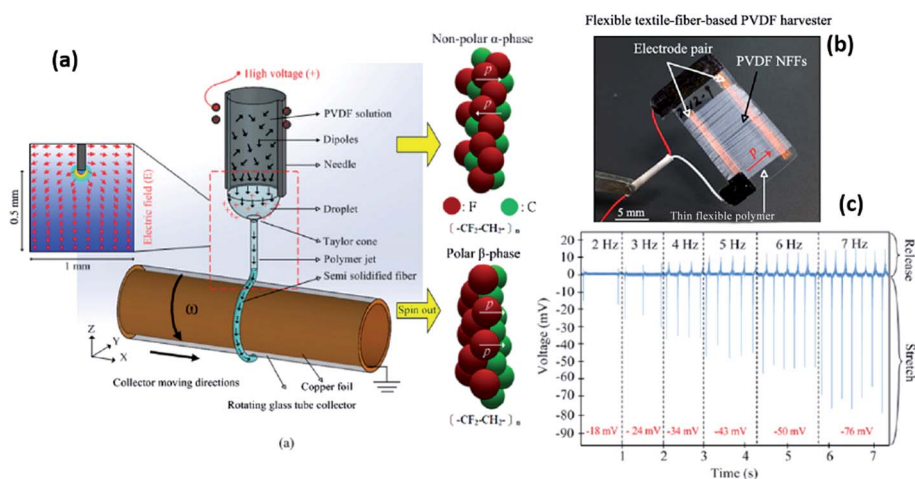 (a)
High voltage (+)
PVDF solution
Dipoles
Needle
Droplet
Taylor cone
Polymer jet
Semi solidified fiber
Electric field (E)
0.5 mm
1 mm
ω
Z
Y
X
Collector moving directions
Copper foil
Rotating glass tube collector
(a)
Non-polar α-phase
P
P
: F
: C
[ -CF₂-CH₂- ]n
Polar β-phase
Spin out
P
P
[ -CF₂-CH₂- ]n
Flexible textile-fiber-based PVDF harvester
(b)
Electrode pair
PVDF NFFs
P
Thin flexible polymer
5 mm
(c)
2 Hz 3 Hz 4 Hz 5 Hz 6 Hz 7 Hz
20
10
0
-10
-20
-30
-40
-50
-60
-70
-80
-90
Voltage (mV)
Release
Stretch
-18 mV -24 mV -34 mV -43 mV -50 mV -76 mV
1 2 3 4 5 6 7
Time (s)